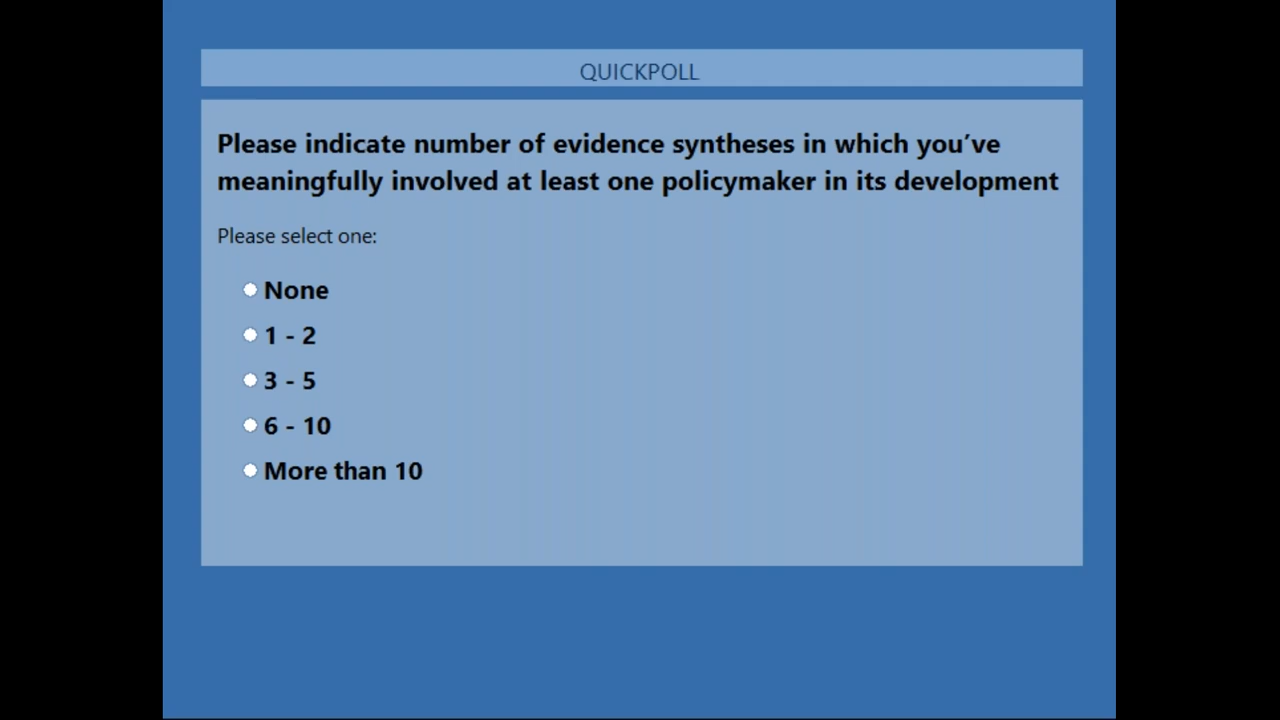 QUICKPOLL
Please indicate number of evidence syntheses in which you’ve
meaningfully involved at least one policymaker in its development
Please select one:
None
1 - 2
3 - 5
6 - 10
More than 10